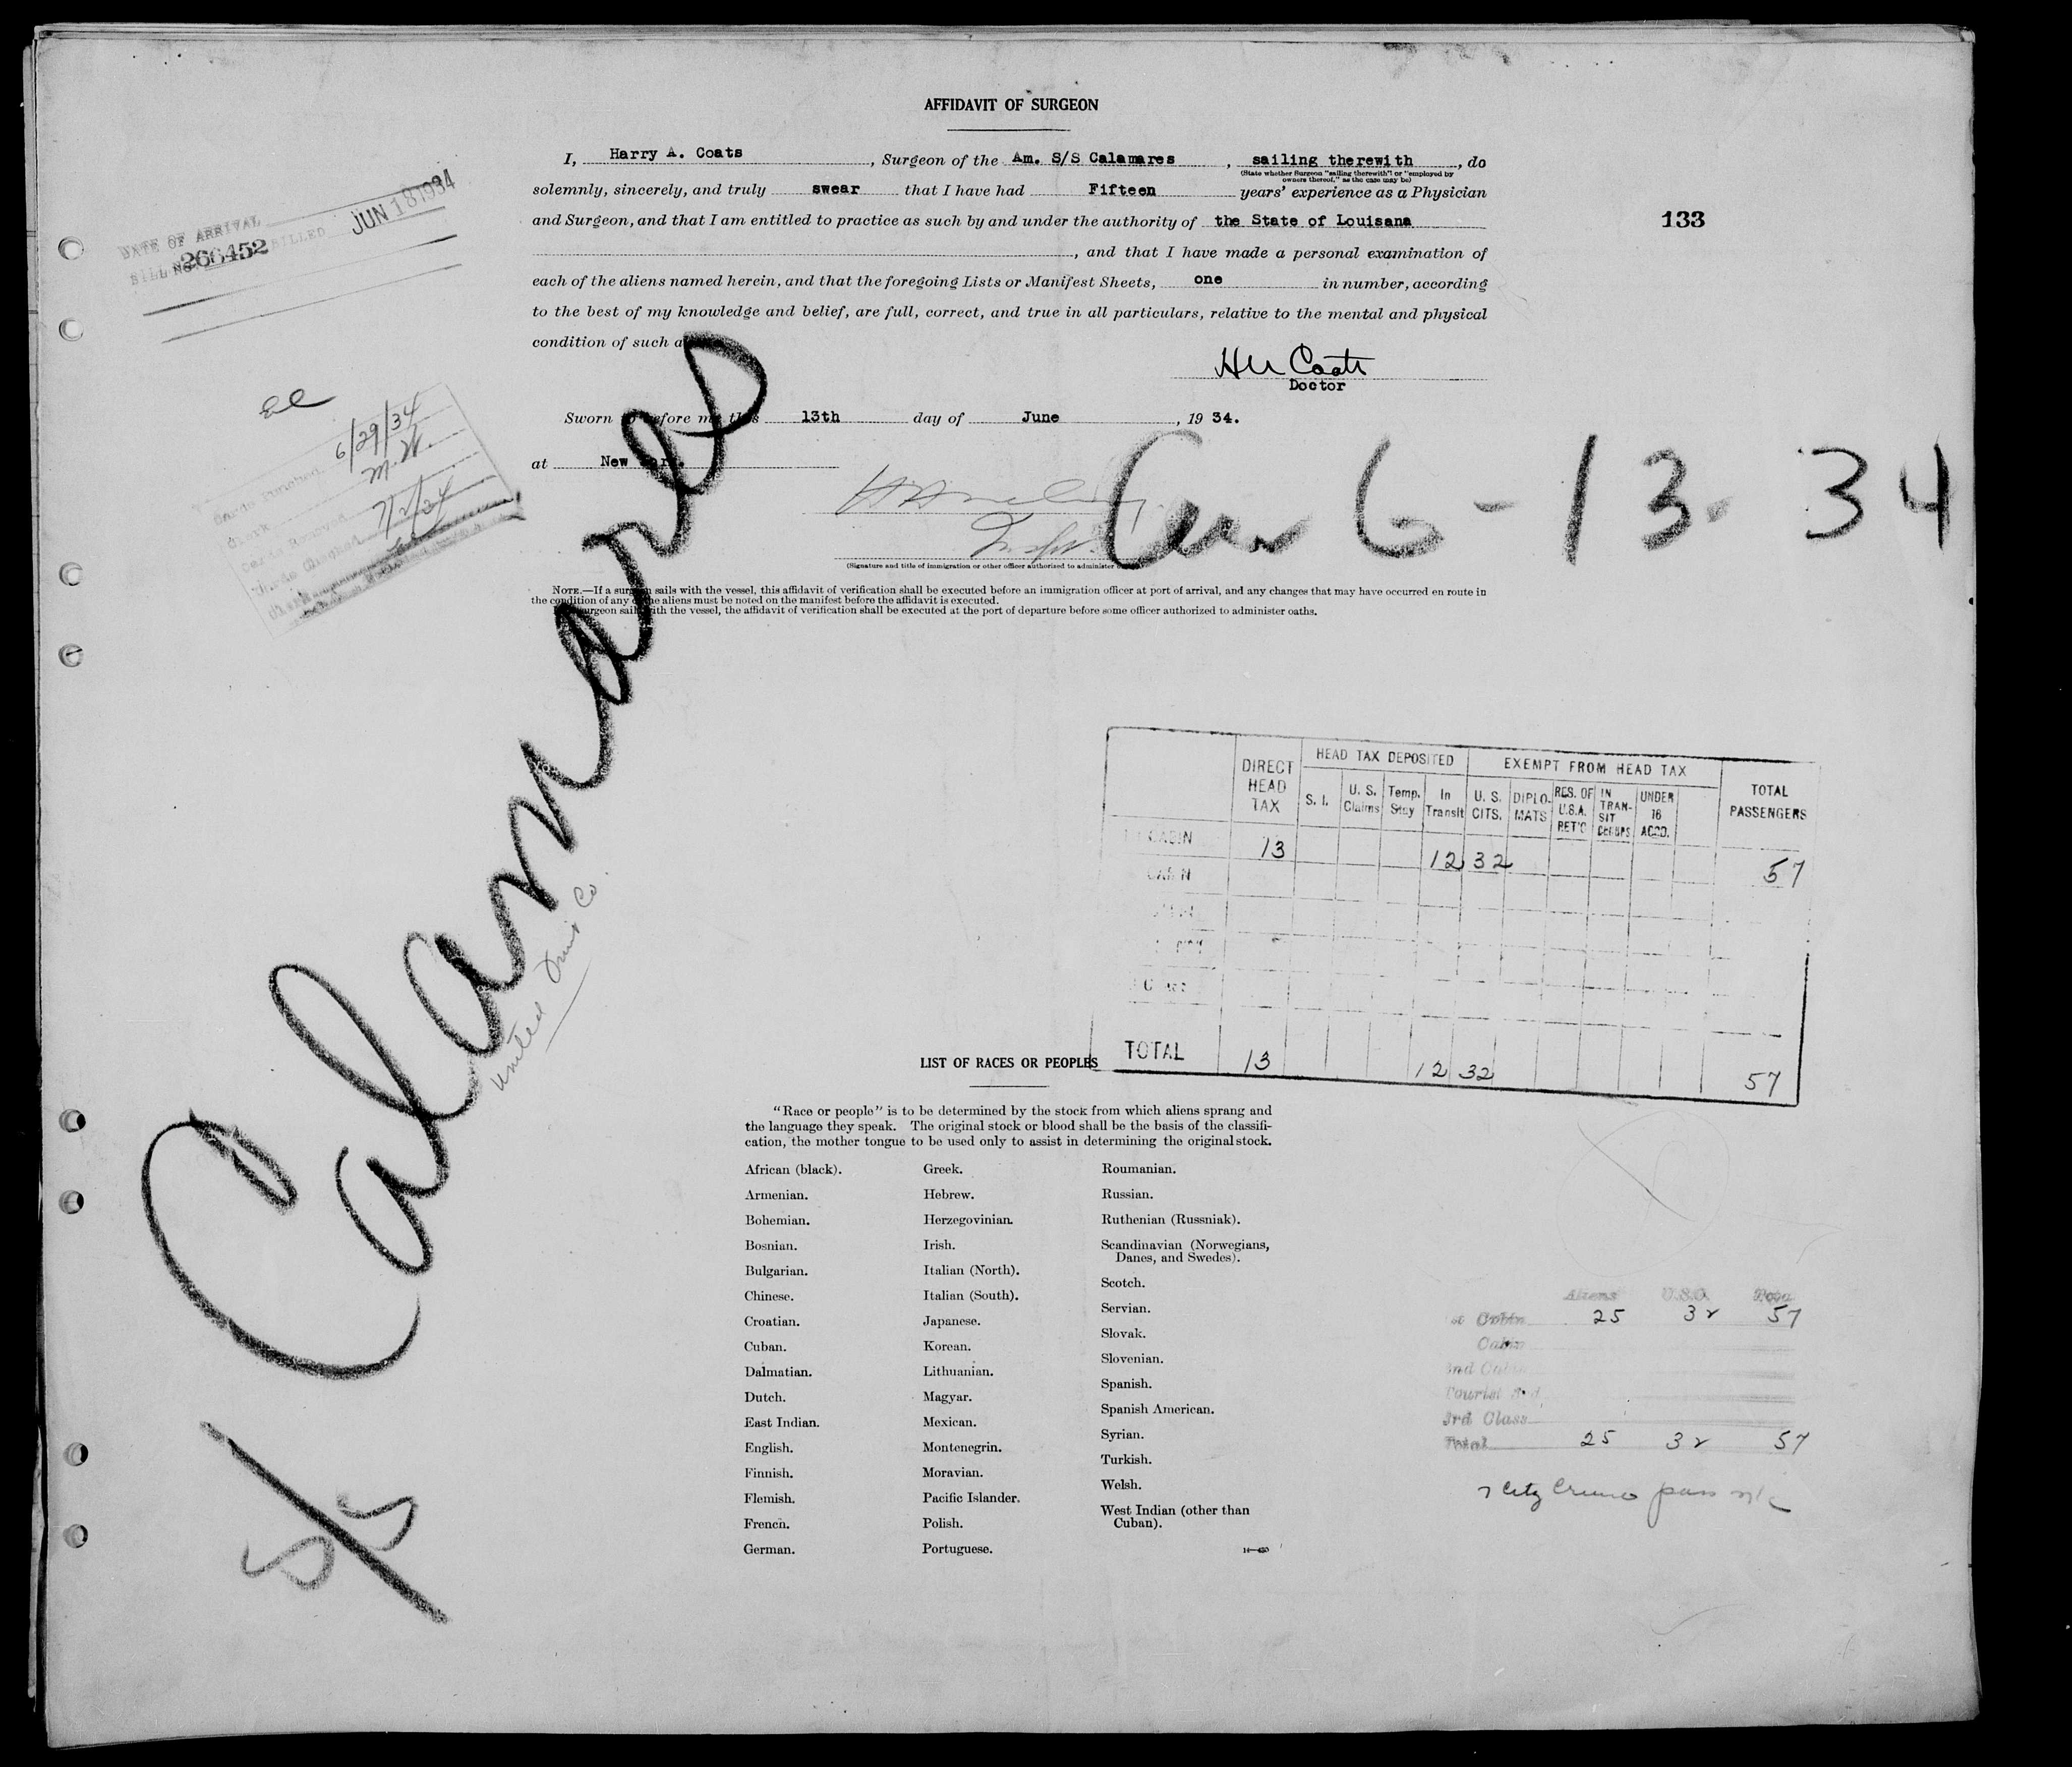 AFFIDAVIT OF SURGEON
I, Harry A. Coats, Surgeon of the Am. S/S Calamares, sailing therewith, do
(State whether Surgeon "sailing therewith" or "employed by
owners thereof," as the case may be)
solemnly, sincerely, and truly swear that I have had Fifteen years' experience as a Physician
and Surgeon, and that I am entitled to practice as such by and under the authority of the State of Louisana
, and that I have made a personal examination of
each of the aliens named herein, and that the foregoing Lists or Manifest Sheets, one in number, according
to the best of my knowledge and belief, are full, correct, and true in all particulars, relative to the mental and physical
condition of such a
133
DATE OF ARRIVAL
BILL No. 266452 BILLED JUN 18 1934
Doctor
Sworn to before me this 13th day of June, 1934.
at New York.
6/29/34
M.W.
7/2/34
6-13-34
(Signature and title of immigration or other officer authorized to administer
NOTE.—If a surgeon sails with the vessel, this affidavit of verification shall be executed before an immigration officer at port of arrival, and any changes that may have occurred en route in
the condition of any of the aliens must be noted on the manifest before the affidavit is executed.
surgeon sail with the vessel, the affidavit of verification shall be executed at the port of departure before some officer authorized to administer oaths.
S/S Calamares
United Fruit Co.
DIRECT HEAD TAX
HEAD TAX DEPOSITED
S. I.
U. S. Claims
Temp. Stay
In Transit
EXEMPT FROM HEAD TAX
U. S. CITS.
DIPLO-MATS
RES. OF U.S.A. RET'G
IN TRAN-SIT
UNDER 16 ACCO.
TOTAL PASSENGERS
CABIN 13 12 32 57
CABIN
TOTAL 13 12 32 57
LIST OF RACES OR PEOPLES
"Race or people" is to be determined by the stock from which aliens sprang and
the language they speak. The original stock or blood shall be the basis of the classifi-
cation, the mother tongue to be used only to assist in determining the original stock.
African (black).
Armenian.
Bohemian.
Bosnian.
Bulgarian.
Chinese.
Croatian.
Cuban.
Dalmatian.
Dutch.
East Indian.
English.
Finnish.
Flemish.
French.
German.
Greek.
Hebrew.
Herzegovinian.
Irish.
Italian (North).
Italian (South).
Japanese.
Korean.
Lithuanian.
Magyar.
Mexican.
Montenegrin.
Moravian.
Pacific Islander.
Polish.
Portuguese.
Roumanian.
Russian.
Ruthenian (Russniak).
Scandinavian (Norwegians,
Danes, and Swedes).
Scotch.
Servian.
Slovak.
Slovenian.
Spanish.
Spanish American.
Syrian.
Turkish.
Welsh.
West Indian (other than
Cuban).
Aliens U.S.C. Total
Cabin 25 32 57
Cabin
2nd Cabin
Tourist 3rd
3rd Class
Total 25 32 57